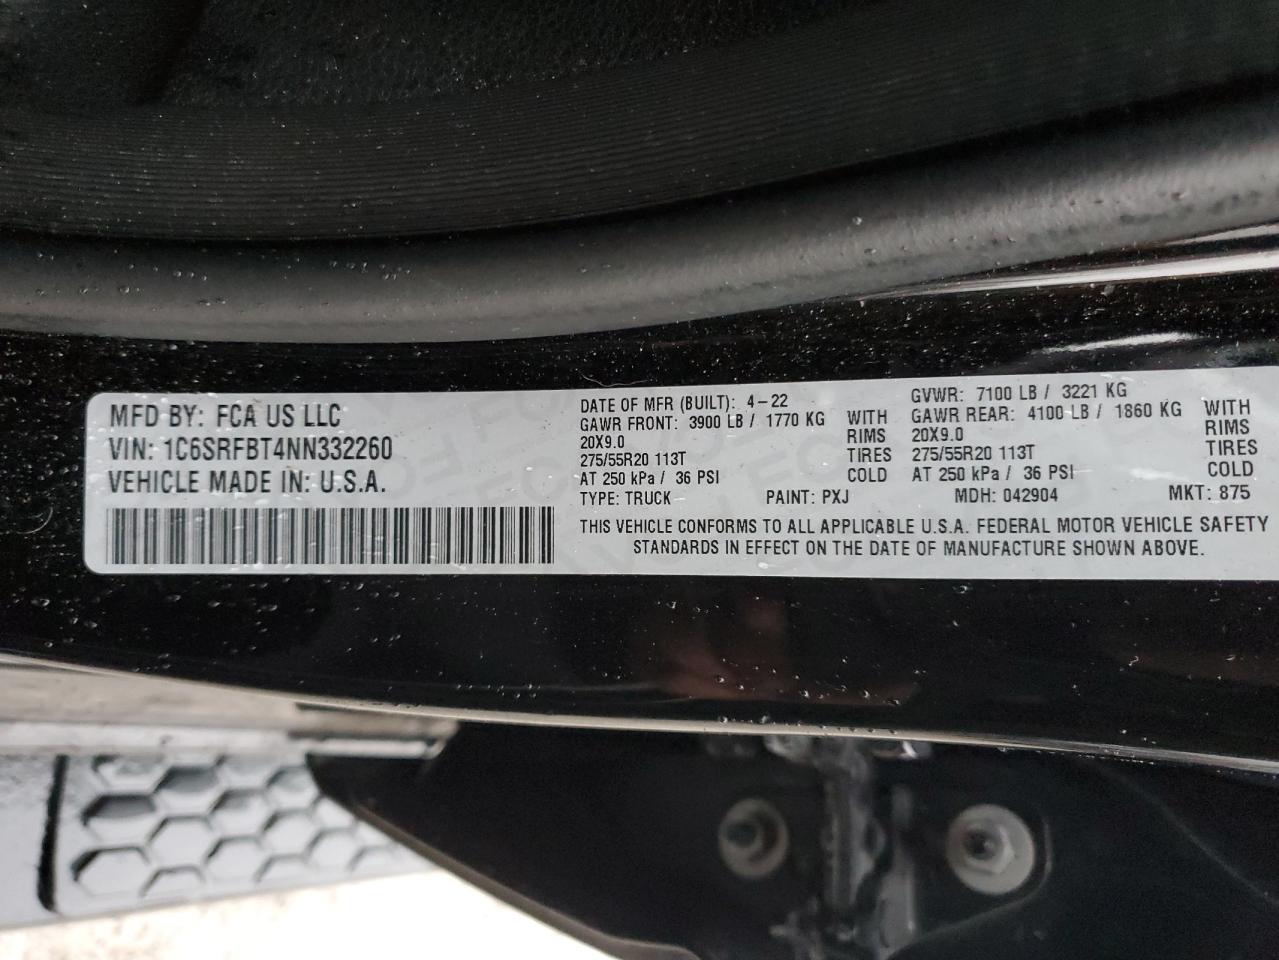 MFD BY: FCA US LLC
VIN: 1C6SRFBT4NN332260
VEHICLE MADE IN: U.S.A.
DATE OF MFR (BUILT): 4-22 GVWR: 7100 LB / 3221 KG
GAWR FRONT: 3900 LB / 1770 KG WITH GAWR REAR: 4100 LB / 1860 KG WITH
20X9.0 RIMS 20X9.0 RIMS
275/55R20 113T TIRES 275/55R20 113T TIRES
AT 250 kPa / 36 PSI COLD AT 250 kPa / 36 PSI COLD
TYPE: TRUCK PAINT: PXJ MDH: 042904 MKT: 875
THIS VEHICLE CONFORMS TO ALL APPLICABLE U.S.A. FEDERAL MOTOR VEHICLE SAFETY
STANDARDS IN EFFECT ON THE DATE OF MANUFACTURE SHOWN ABOVE.